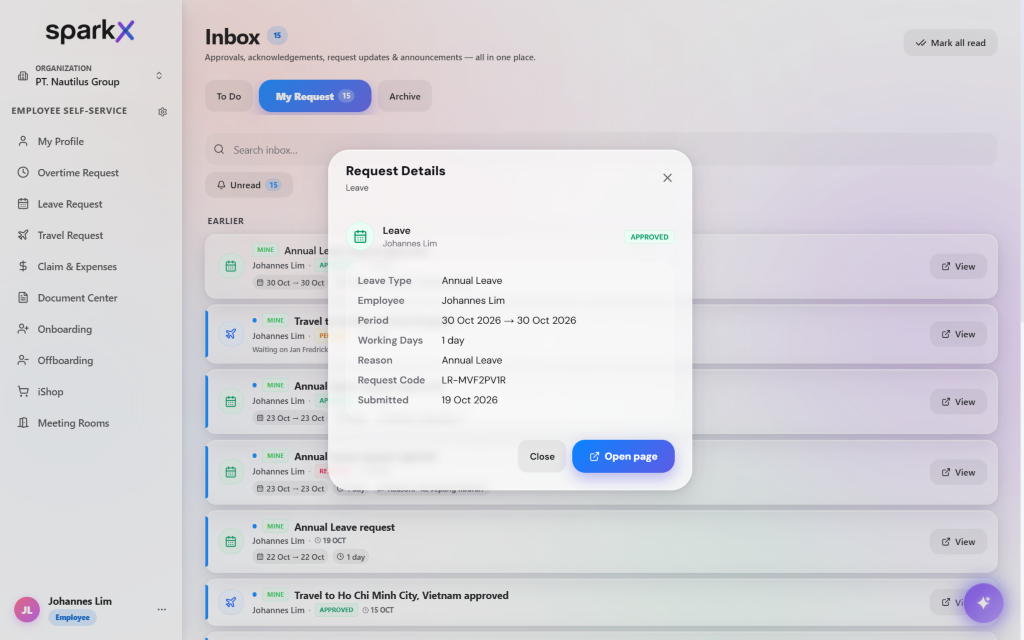 sparkX
ORGANIZATION
PT. Nautilus Group
EMPLOYEE SELF-SERVICE
My Profile
Overtime Request
Leave Request
Travel Request
Claim & Expenses
Document Center
Onboarding
Offboarding
iShop
Meeting Rooms
JL
Johannes Lim
Employee
Inbox 15
Approvals, acknowledgements, request updates & announcements — all in one place.
Mark all read
To Do
My Request 15
Archive
Search inbox...
Unread 15
EARLIER
MINE Annual Le
Johannes Lim ·
30 Oct → 30 Oct
View
MINE Travel t
Johannes Lim ·
Waiting on Jan Fredrick
View
MINE Annual
Johannes Lim ·
23 Oct → 23 Oct
View
MINE Annual
Johannes Lim ·
23 Oct → 23 Oct
View
MINE Annual Leave request
Johannes Lim · 19 OCT
22 Oct → 22 Oct 1 day
View
MINE Travel to Ho Chi Minh City, Vietnam approved
Johannes Lim · APPROVED 15 OCT
Request Details
Leave
Leave
Johannes Lim
APPROVED
Leave Type Annual Leave
Employee Johannes Lim
Period 30 Oct 2026 → 30 Oct 2026
Working Days 1 day
Reason Annual Leave
Request Code LR-MVF2PV1R
Submitted 19 Oct 2026
Close
Open page